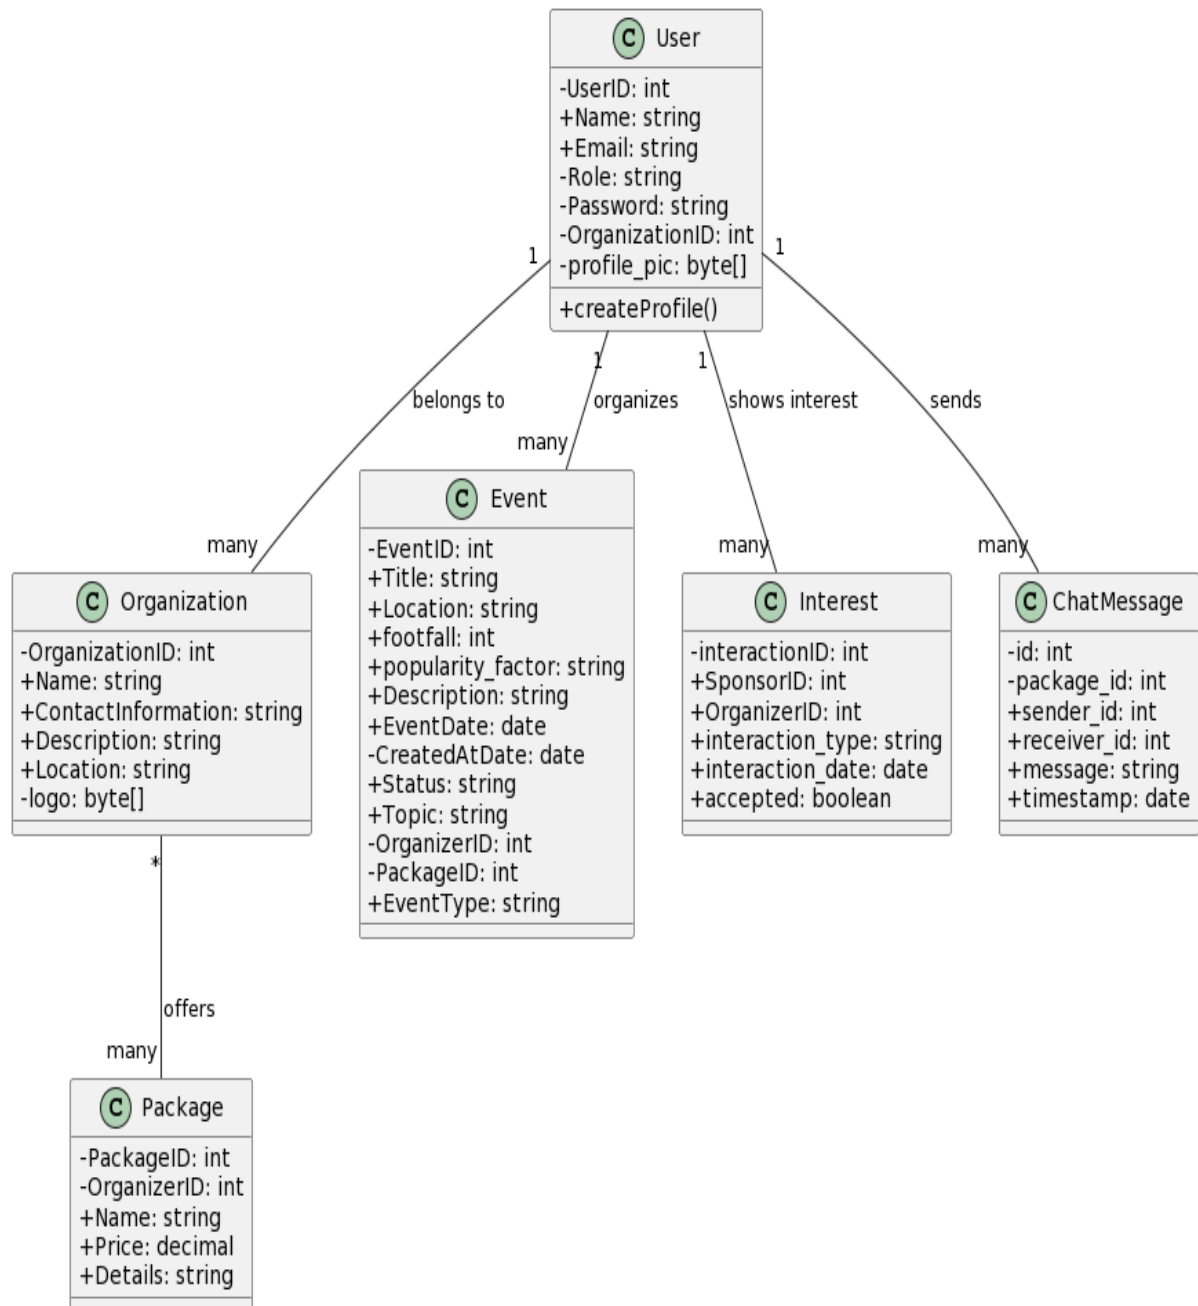 C User
-UserID: int
+Name: string
+Email: string
-Role: string
-Password: string
-OrganizationID: int
-profile_pic: byte[]
+createProfile()
1
1
1
1
belongs to
organizes
shows interest
sends
many
many
many
many
C Organization
-OrganizationID: int
+Name: string
+ContactInformation: string
+Description: string
+Location: string
-logo: byte[]
C Event
-EventID: int
+Title: string
+Location: string
+footfall: int
+popularity_factor: string
+Description: string
+EventDate: date
-CreatedAtDate: date
+Status: string
+Topic: string
-OrganizerID: int
-PackageID: int
+EventType: string
C Interest
-interactionID: int
+SponsorID: int
+OrganizerID: int
+interaction_type: string
+interaction_date: date
+accepted: boolean
C ChatMessage
-id: int
-package_id: int
+sender_id: int
+receiver_id: int
+message: string
+timestamp: date
*
offers
many
C Package
-PackageID: int
-OrganizerID: int
+Name: string
+Price: decimal
+Details: string